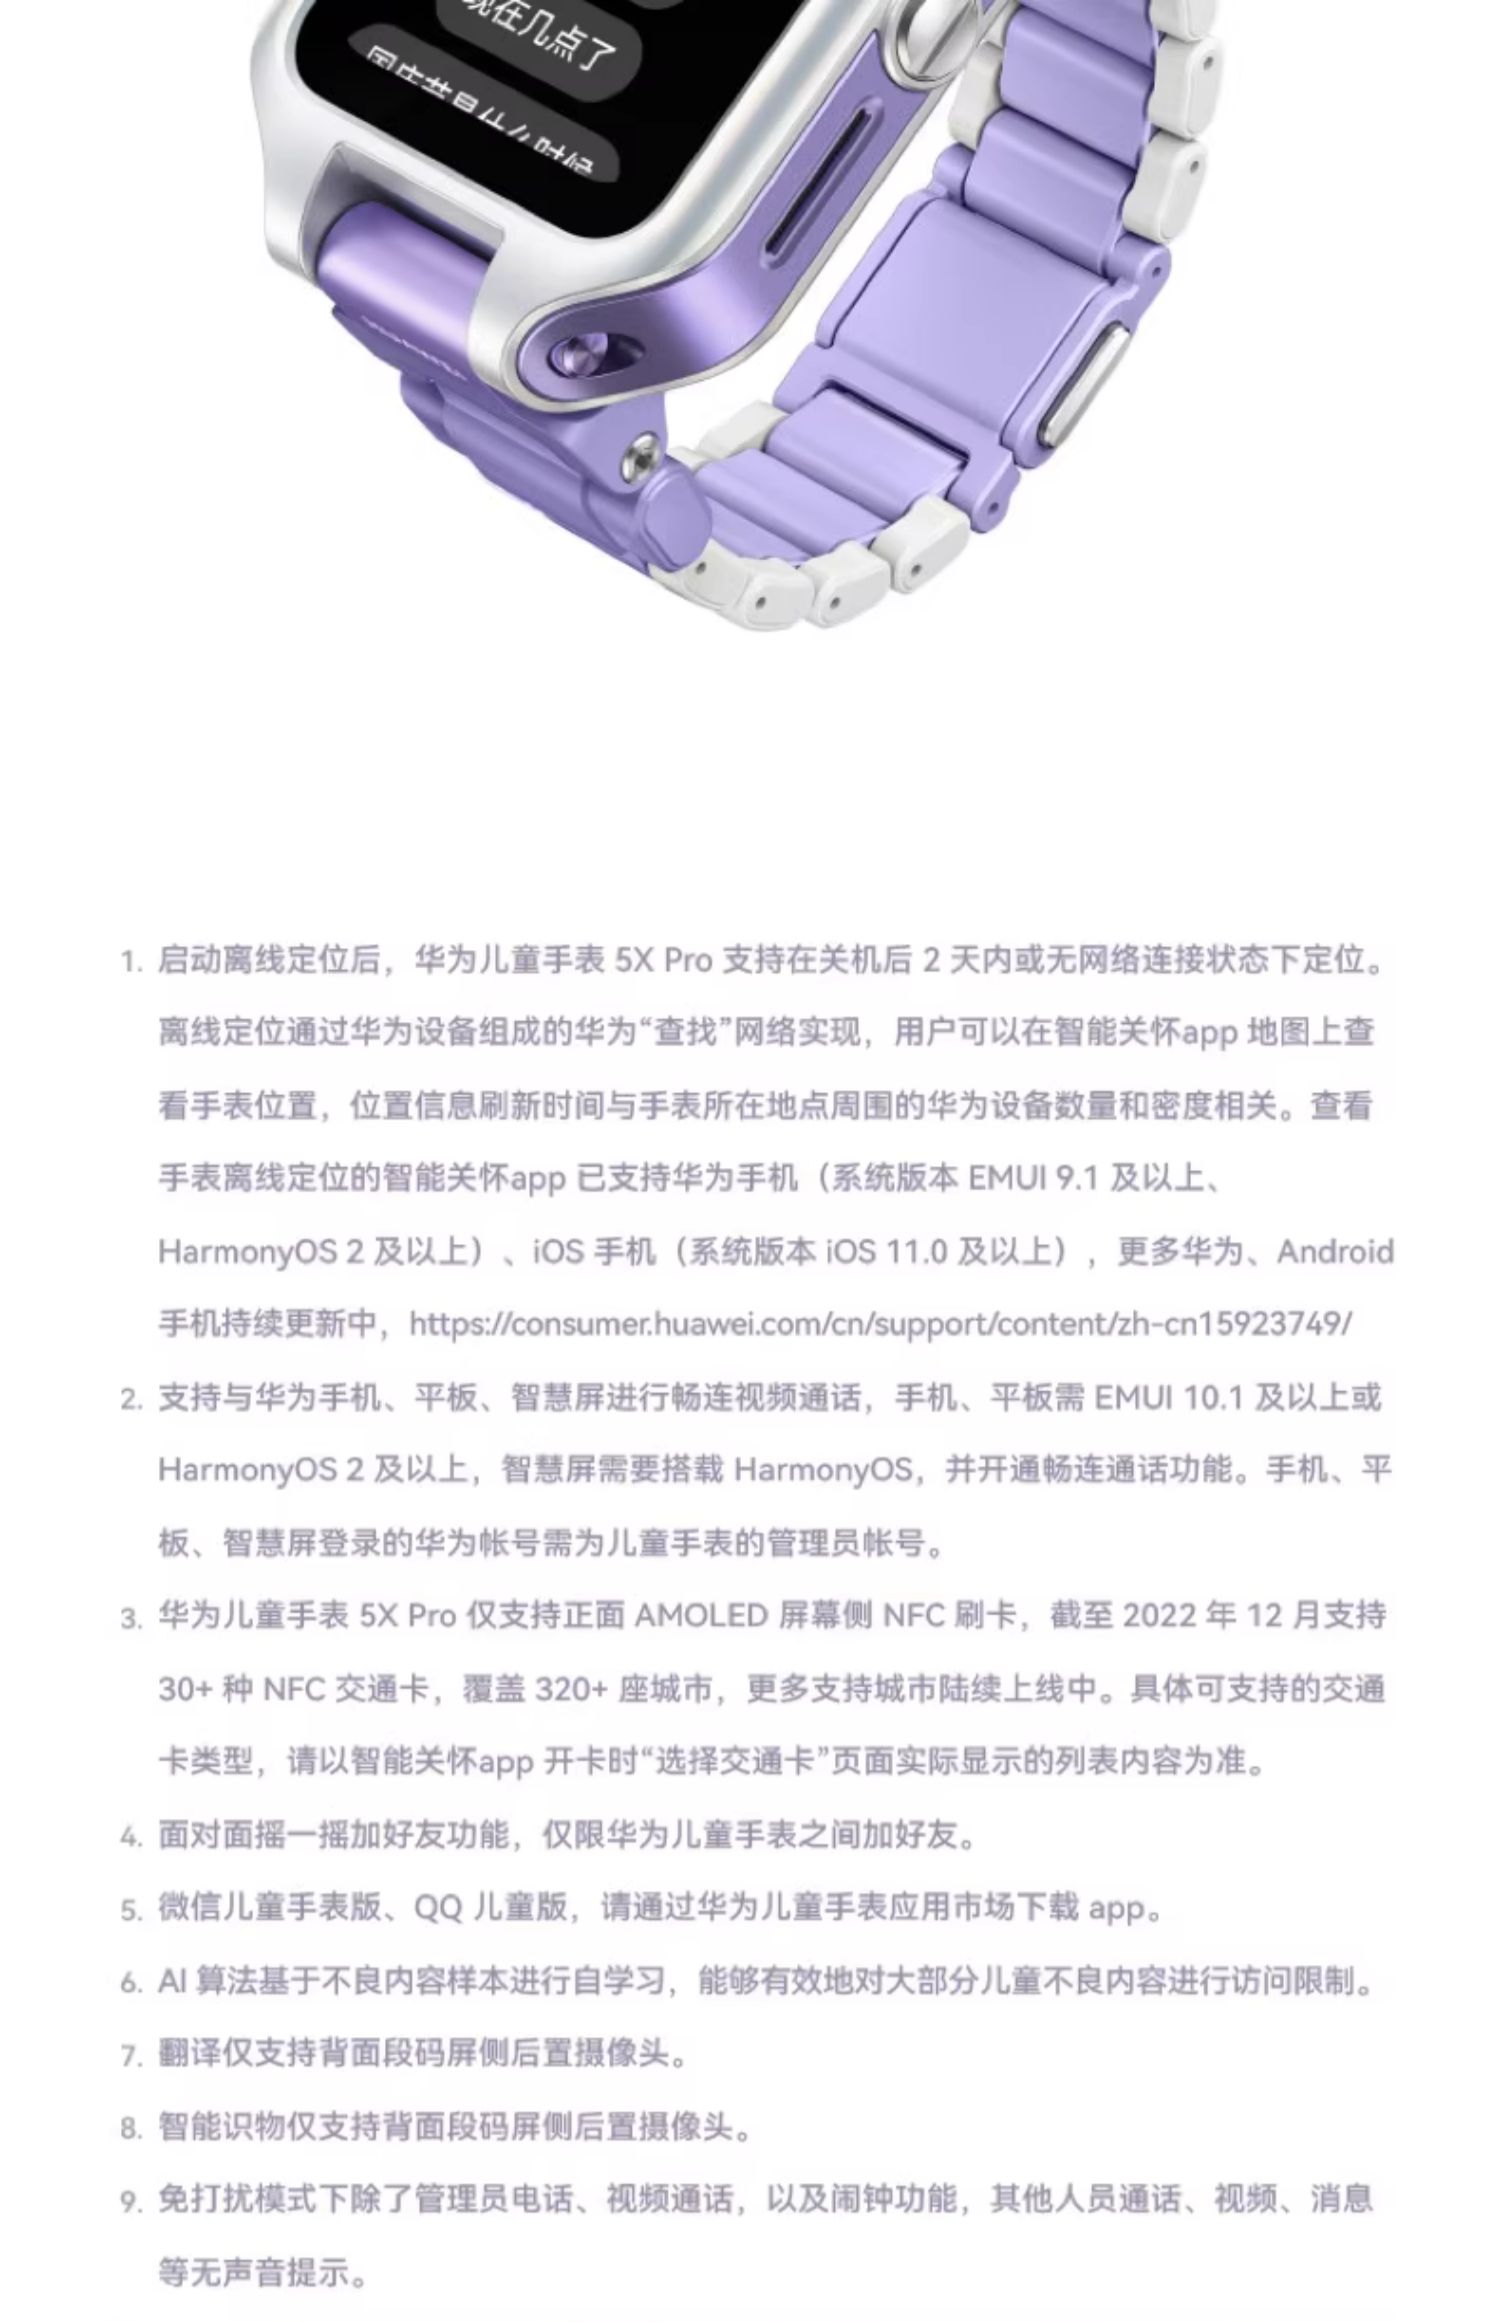 现在几点了
国庆节是什么时候
1. 启动离线定位后，华为儿童手表 5X Pro 支持在关机后 2 天内或无网络连接状态下定位。
离线定位通过华为设备组成的华为“查找”网络实现，用户可以在智能关怀app 地图上查
看手表位置，位置信息刷新时间与手表所在地点周围的华为设备数量和密度相关。查看
手表离线定位的智能关怀app 已支持华为手机（系统版本 EMUI 9.1 及以上、
HarmonyOS 2 及以上）、iOS 手机（系统版本 iOS 11.0 及以上），更多华为、Android
手机持续更新中，https://consumer.huawei.com/cn/support/content/zh-cn15923749/
2. 支持与华为手机、平板、智慧屏进行畅连视频通话，手机、平板需 EMUI 10.1 及以上或
HarmonyOS 2 及以上，智慧屏需要搭载 HarmonyOS，并开通畅连通话功能。手机、平
板、智慧屏登录的华为帐号需为儿童手表的管理员帐号。
3. 华为儿童手表 5X Pro 仅支持正面 AMOLED 屏幕侧 NFC 刷卡，截至 2022 年 12 月支持
30+ 种 NFC 交通卡，覆盖 320+ 座城市，更多支持城市陆续上线中。具体可支持的交通
卡类型，请以智能关怀app 开卡时“选择交通卡”页面实际显示的列表内容为准。
4. 面对面摇一摇加好友功能，仅限华为儿童手表之间加好友。
5. 微信儿童手表版、QQ 儿童版，请通过华为儿童手表应用市场下载 app。
6. AI 算法基于不良内容样本进行自学习，能够有效地对大部分儿童不良内容进行访问限制。
7. 翻译仅支持背面段码屏侧后置摄像头。
8. 智能识物仅支持背面段码屏侧后置摄像头。
9. 免打扰模式下除了管理员电话、视频通话，以及闹钟功能，其他人员通话、视频、消息
等无声音提示。